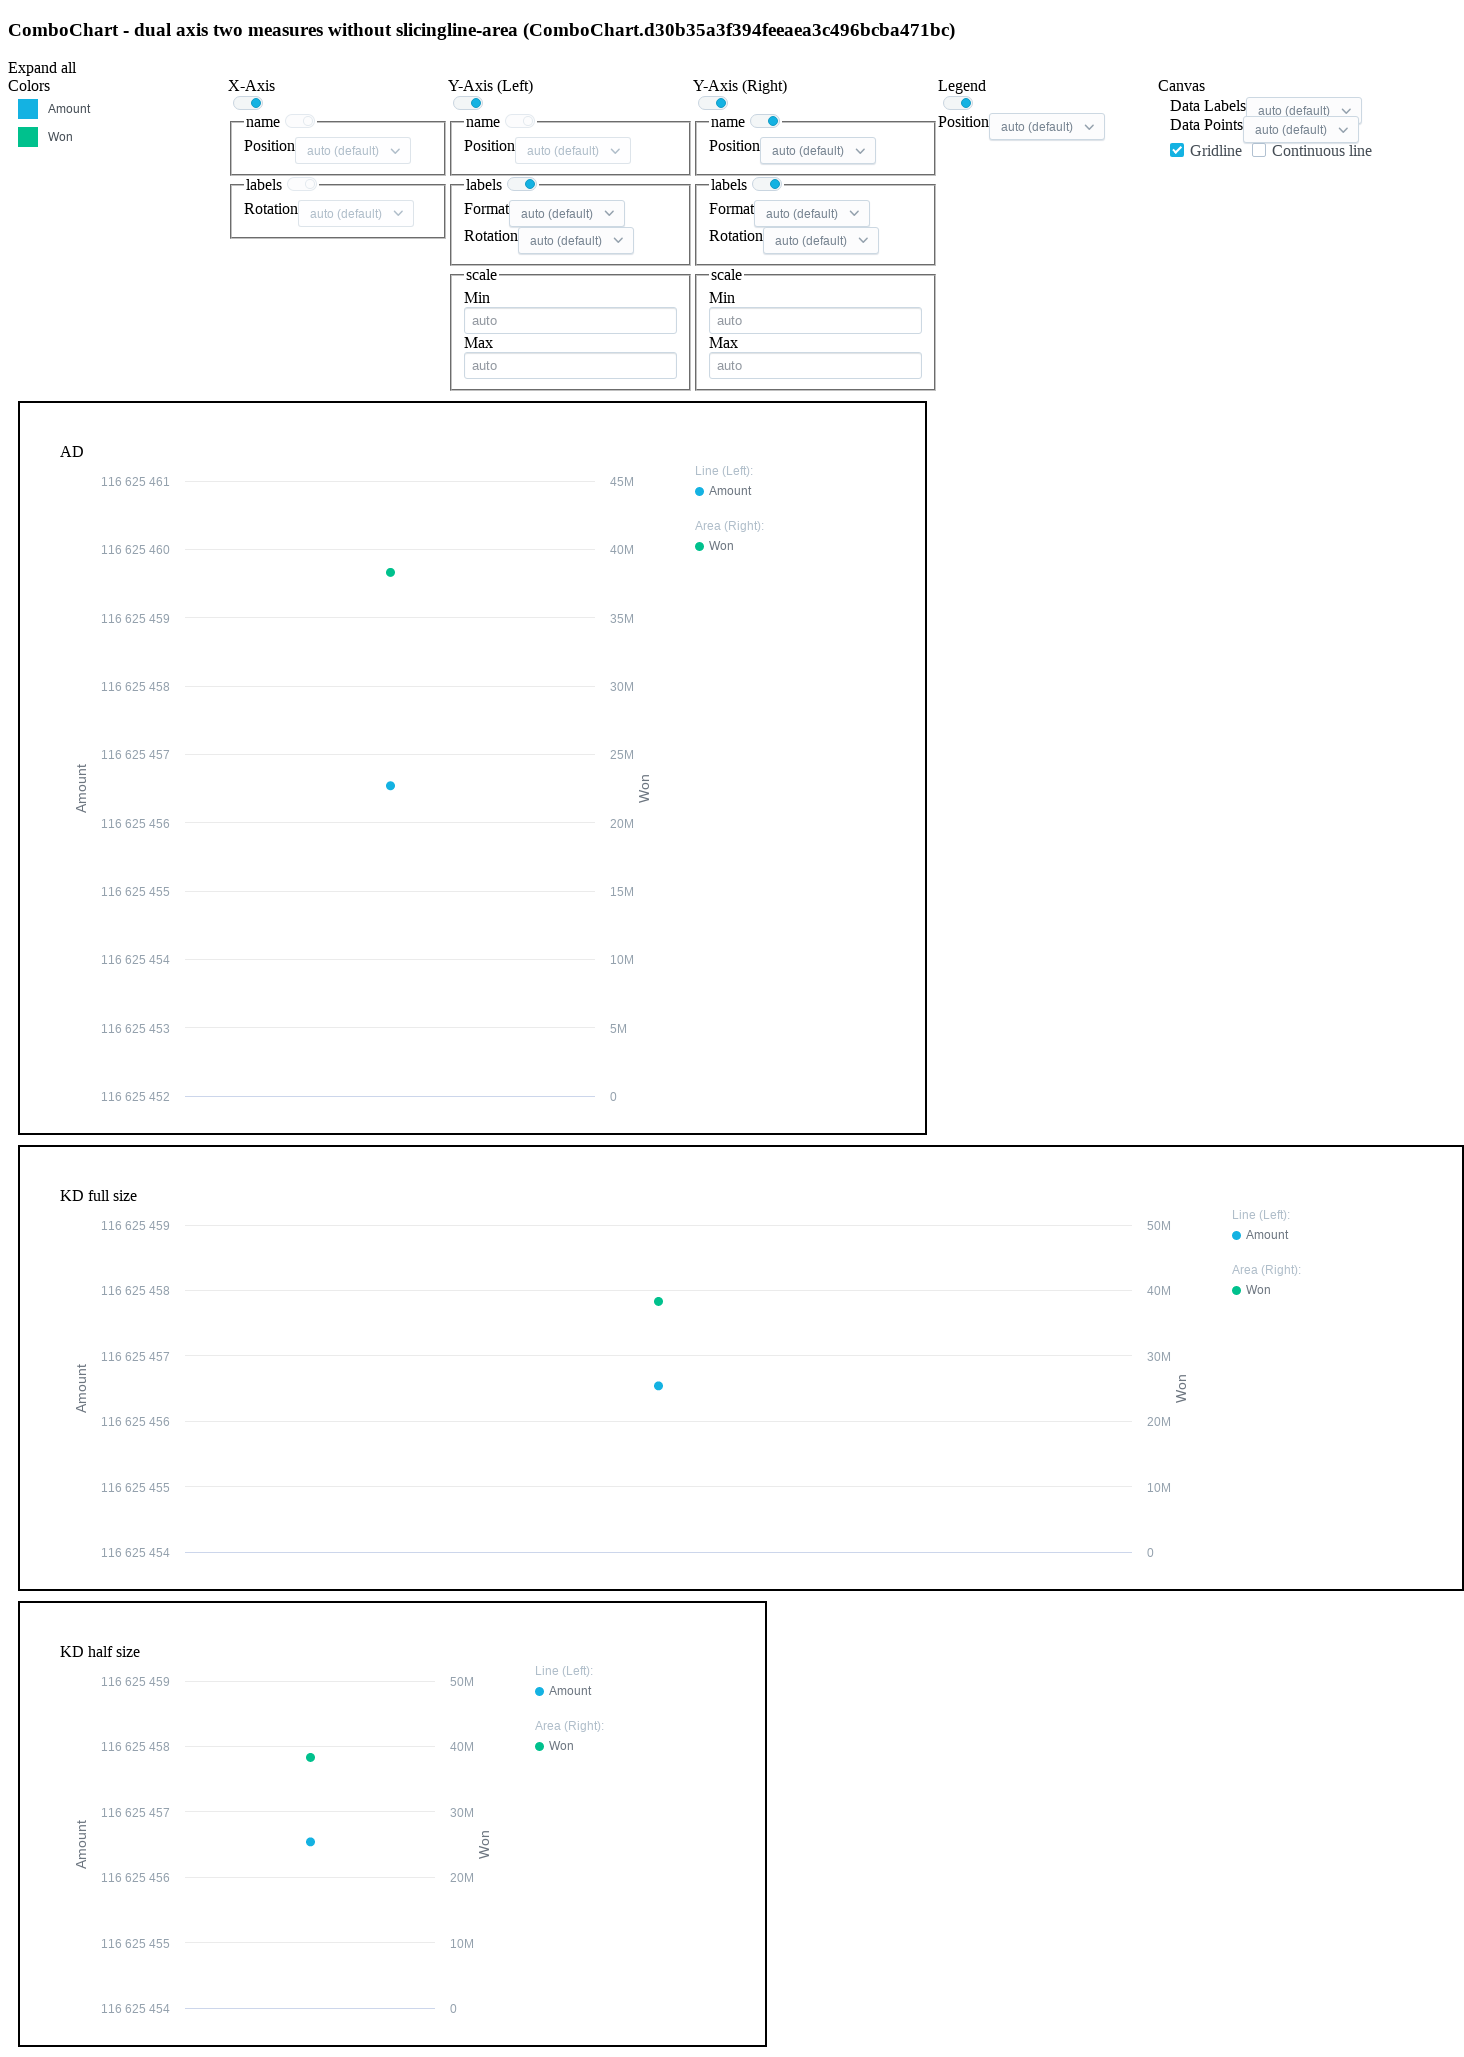 ComboChart - dual axis two measures without slicingline-area (ComboChart.d30b35a3f394feeaea3c496bcba471bc)
Expand all
Colors
Amount
Won
X-Axis
name
Position auto (default)
labels
Rotation auto (default)
Y-Axis (Left)
name
Position auto (default)
labels
Format auto (default)
Rotation auto (default)
scale
Min
auto
Max
auto
Y-Axis (Right)
name
Position auto (default)
labels
Format auto (default)
Rotation auto (default)
scale
Min
auto
Max
auto
Legend
Position auto (default)
Canvas
Data Labels auto (default)
Data Points auto (default)
Gridline Continuous line
AD
116 625 461 45M
116 625 460 40M
116 625 459 35M
116 625 458 30M
116 625 457 25M
116 625 456 20M
116 625 455 15M
116 625 454 10M
116 625 453 5M
116 625 452 0
Amount
Won
Line (Left):
Amount
Area (Right):
Won
KD full size
116 625 459 50M
116 625 458 40M
116 625 457 30M
116 625 456 20M
116 625 455 10M
116 625 454 0
Amount
Won
Line (Left):
Amount
Area (Right):
Won
KD half size
116 625 459 50M
116 625 458 40M
116 625 457 30M
116 625 456 20M
116 625 455 10M
116 625 454 0
Amount
Won
Line (Left):
Amount
Area (Right):
Won